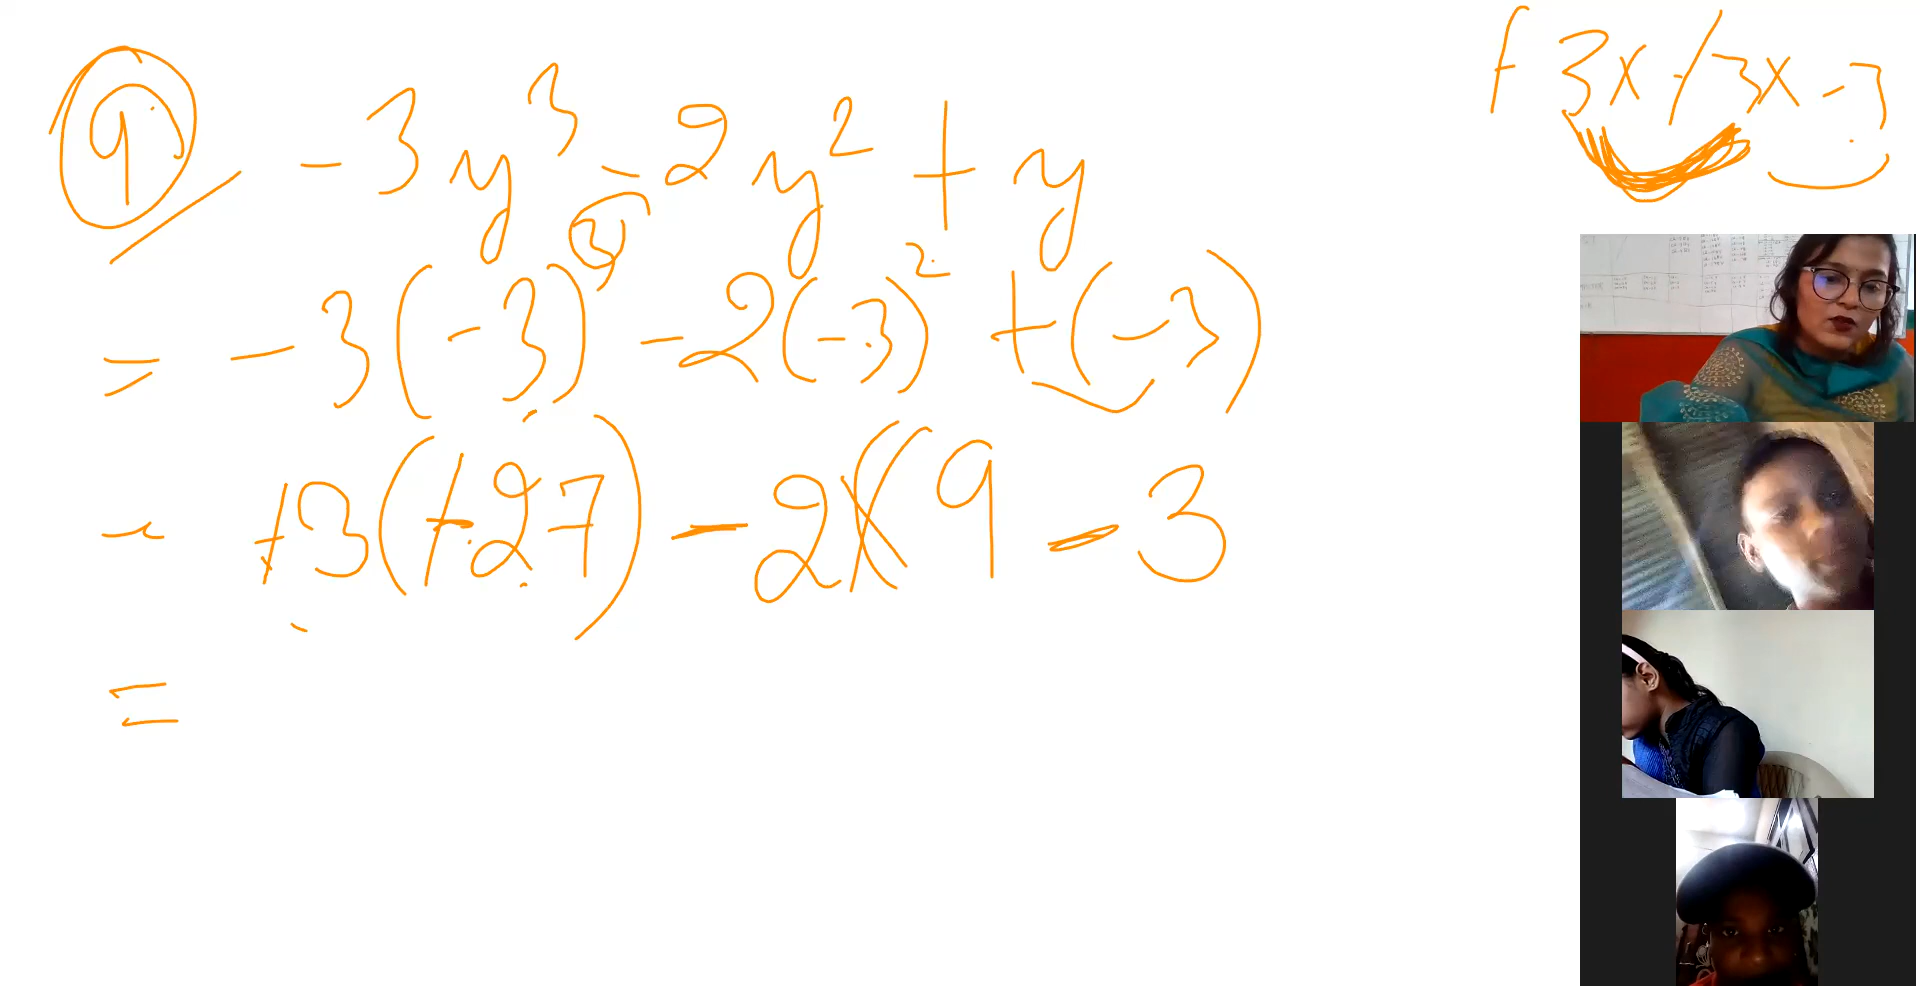 9 -3y³ - 2y² + y
= -3(-3)³ - 2(-3)² + (-3)
= +3(+27) - 2×(9 - 3
=
+ 3x-/3x-3